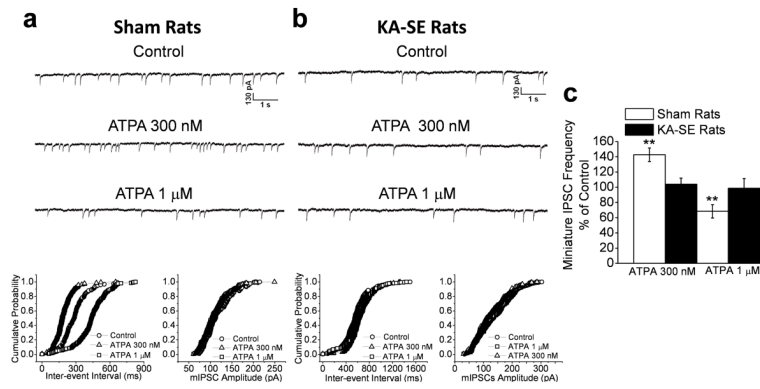 a
Sham Rats
Control
130 pA
1 s
ATPA 300 nM
ATPA 1 μM
Cumulative Probability
1.0
0.8
0.6
0.4
0.2
0.0
0 300 600 900
Inter-event Interval (ms)
Control
ATPA 300 nM
ATPA 1 μM
1.0
0.8
0.6
0.4
0.2
0.0
50 100 150 200 250
mIPSC Amplitude (pA)
Control
ATPA 300 nM
ATPA 1 μM
b
KA-SE Rats
Control
130 pA
1 s
ATPA 300 nM
ATPA 1 μM
Cumulative Probability
1.0
0.8
0.6
0.4
0.2
0.0
0 400 800 1200 1600
Inter-event Interval (ms)
Control
ATPA 300 nM
ATPA 1 μM
1.0
0.8
0.6
0.4
0.2
0.0
0 100 200 300
mIPSCs Amplitude (pA)
Control
ATPA 1 μM
ATPA 300 nM
c
Sham Rats
KA-SE Rats
Miniature IPSC Frequency
% of Control
180
160
140
120
100
80
60
40
20
0
**
**
ATPA 300 nM ATPA 1 μM